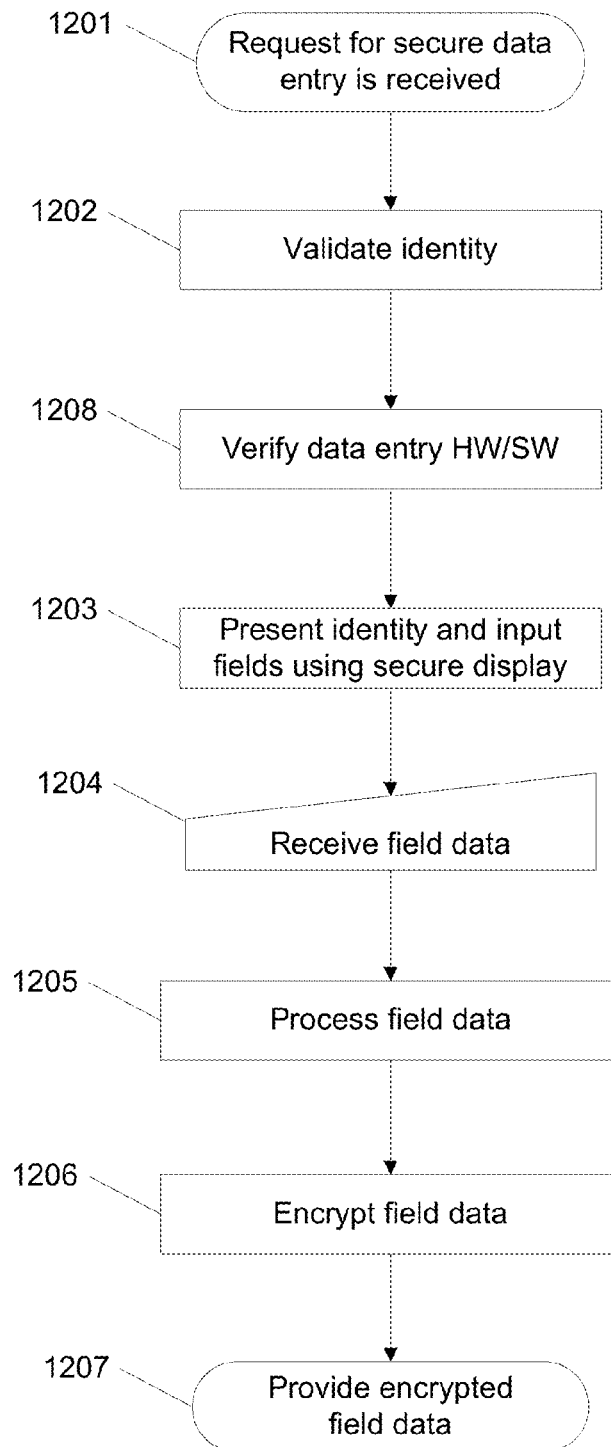 1201
Request for secure data
entry is received
1202
Validate identity
1208
Verify data entry HW/SW
1203
Present identity and input
fields using secure display
1204
Receive field data
1205
Process field data
1206
Encrypt field data
1207
Provide encrypted
field data